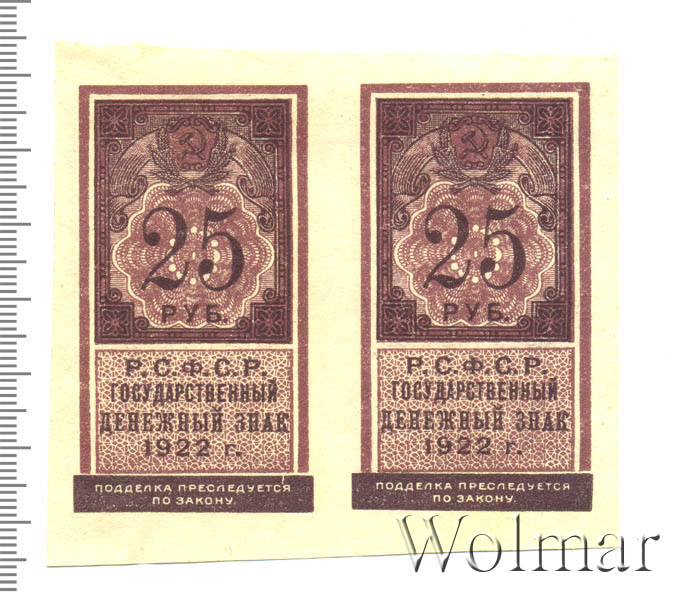 25
РУБ.
Р.С.Ф.С.Р.
ГОСУДАРСТВЕННЫЙ
ДЕНЕЖНЫЙ ЗНАК
1922 г.
ПОДДЕЛКА ПРЕСЛЕДУЕТСЯ
ПО ЗАКОНУ.
25
РУБ.
Р.С.Ф.С.Р.
ГОСУДАРСТВЕННЫЙ
ДЕНЕЖНЫЙ ЗНАК
1922 г.
ПОДДЕЛКА ПРЕСЛЕДУЕТСЯ
ПО ЗАКОНУ.
Wolmar